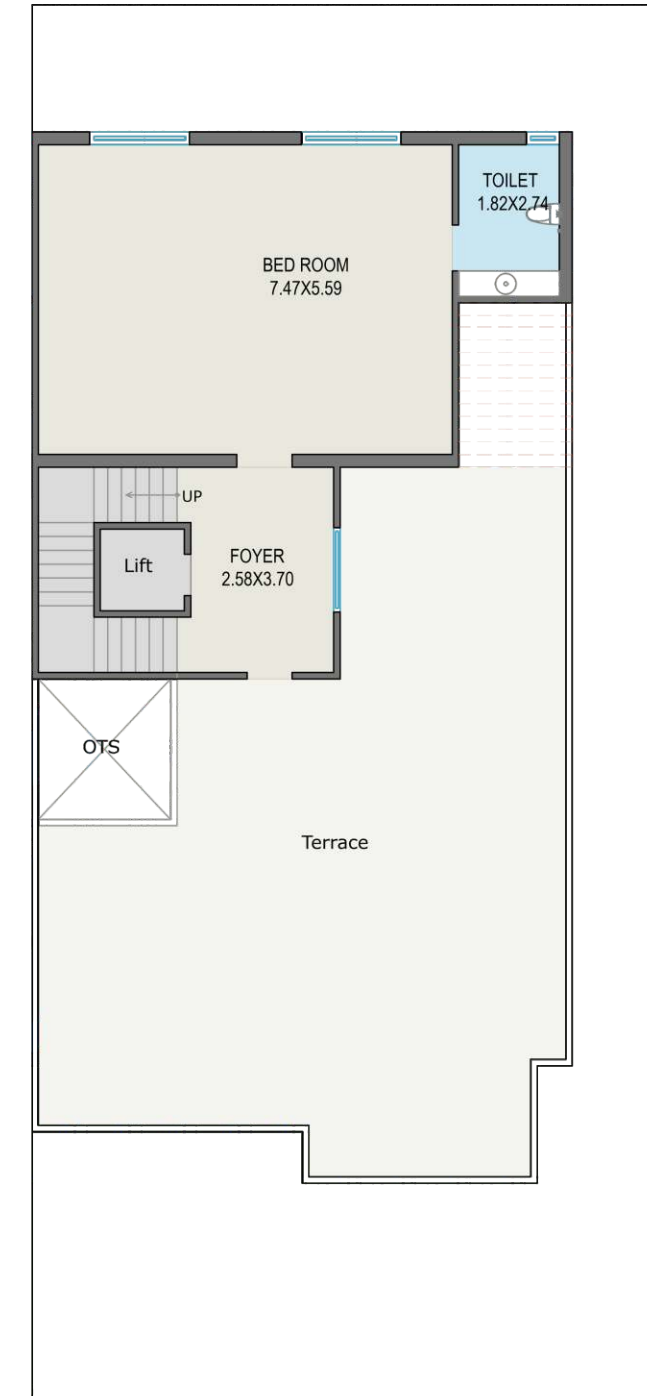 TOILET
1.82X2.74
BED ROOM
7.47X5.59
UP
Lift
FOYER
2.58X3.70
OTS
Terrace